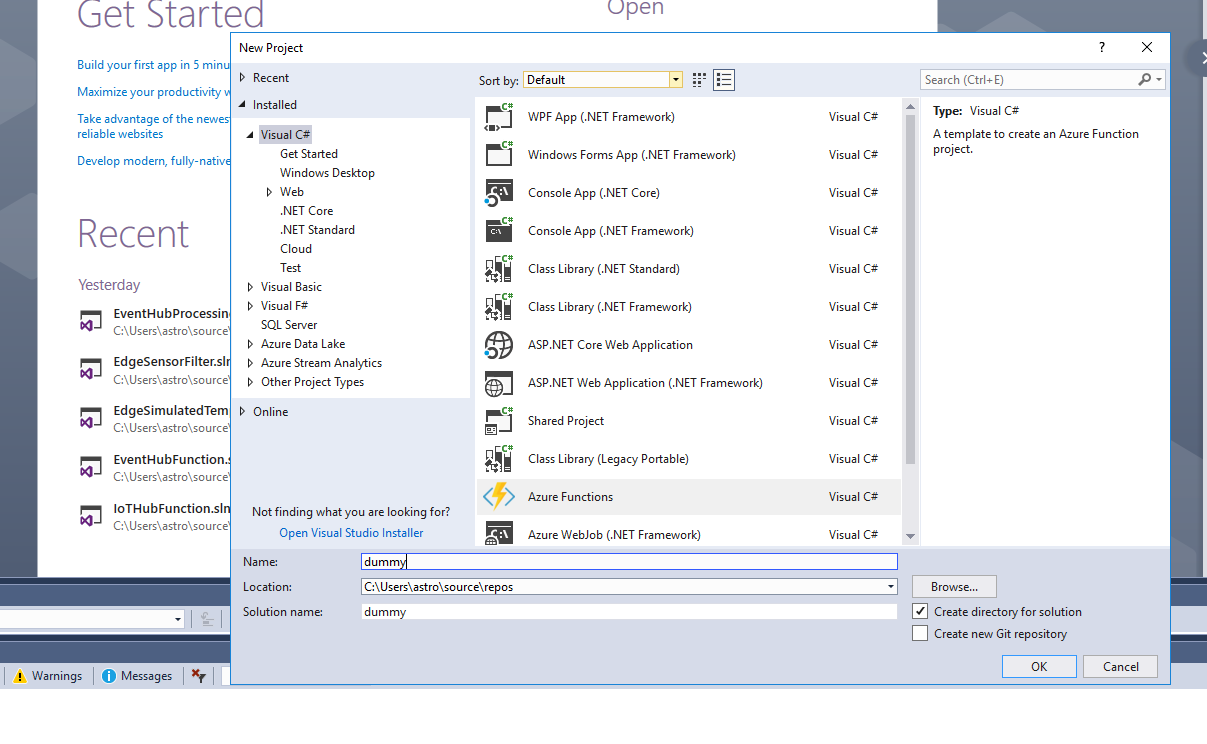 Get Started
Open
Build your first app in 5 minu
Maximize your productivity w
Take advantage of the newes
reliable websites
Develop modern, fully-native
Recent
Yesterday
EventHubProcessing
C:\Users\astro\source\
EdgeSensorFilter.sln
C:\Users\astro\source\
EdgeSimulatedTem
C:\Users\astro\source\
EventHubFunction.s
C:\Users\astro\source\
IoTHubFunction.sln
C:\Users\astro\source\
Warnings
Messages
New Project
?
Recent
Installed
Visual C#
Get Started
Windows Desktop
Web
.NET Core
.NET Standard
Cloud
Test
Visual Basic
Visual F#
SQL Server
Azure Data Lake
Azure Stream Analytics
Other Project Types
Online
Not finding what you are looking for?
Open Visual Studio Installer
Sort by: Default
Search (Ctrl+E)
WPF App (.NET Framework) Visual C#
Windows Forms App (.NET Framework) Visual C#
Console App (.NET Core) Visual C#
Console App (.NET Framework) Visual C#
Class Library (.NET Standard) Visual C#
Class Library (.NET Framework) Visual C#
ASP.NET Core Web Application Visual C#
ASP.NET Web Application (.NET Framework) Visual C#
Shared Project Visual C#
Class Library (Legacy Portable) Visual C#
Azure Functions Visual C#
Azure WebJob (.NET Framework) Visual C#
Type: Visual C#
A template to create an Azure Function
project.
Name: dummy
Location: C:\Users\astro\source\repos
Browse...
Solution name: dummy
Create directory for solution
Create new Git repository
OK
Cancel